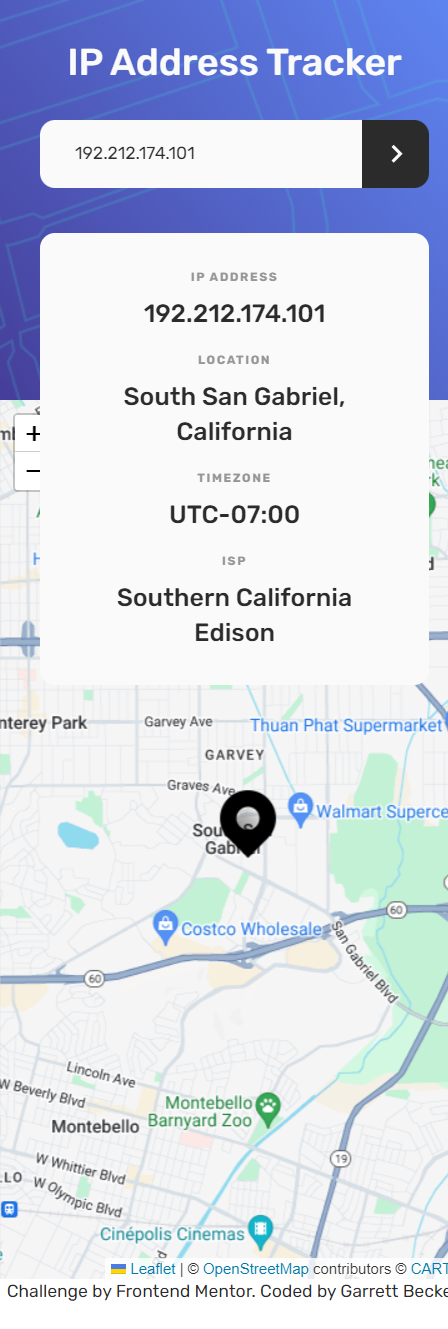 IP Address Tracker
192.212.174.101
IP ADDRESS
192.212.174.101
LOCATION
South San Gabriel,
California
TIMEZONE
UTC-07:00
ISP
Southern California
Edison
+
−
nterey Park
Garvey Ave
Thuan Phat Supermarket
GARVEY
Graves Ave
Walmart Superce
Costco Wholesale
60
San Gabriel Blvd
60
Lincoln Ave
W Beverly Blvd
Montebello
Barnyard Zoo
Montebello
W Whittier Blvd
19
LLO
W Olympic Blvd
Cinépolis Cinemas
Leaflet | © OpenStreetMap contributors © CART
Challenge by Frontend Mentor. Coded by Garrett Becke